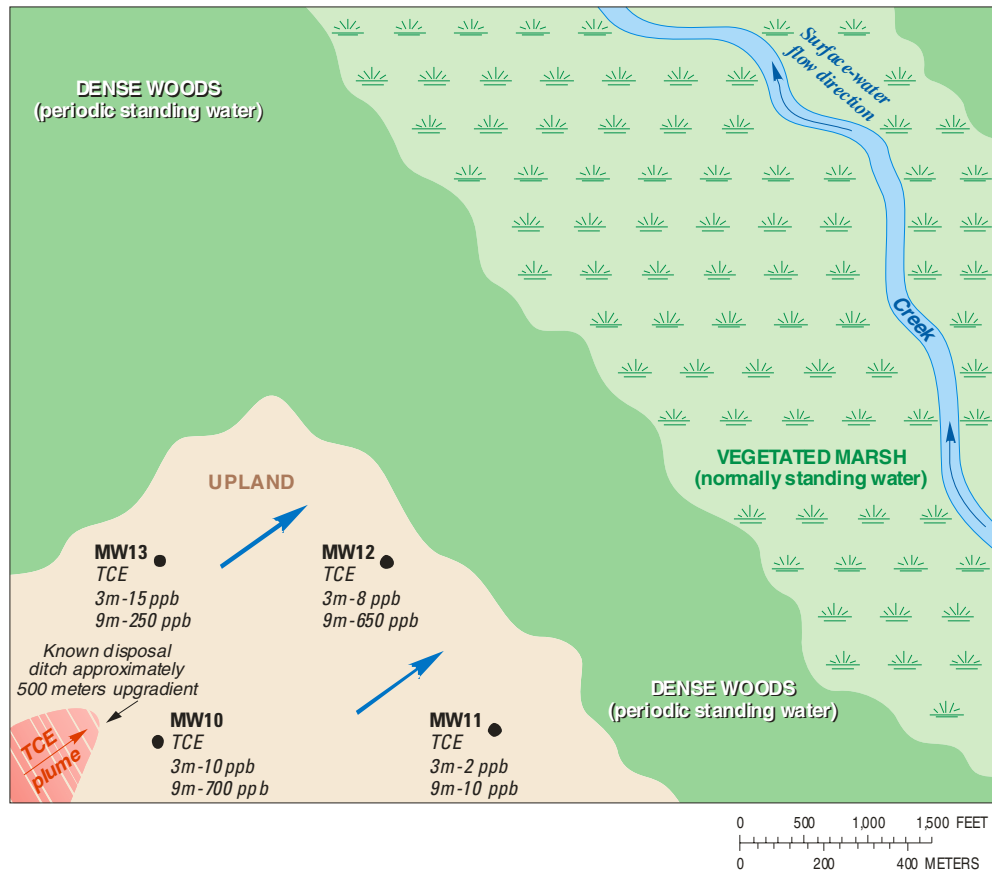 DENSE WOODS
(periodic standing water)
Surface-water
flow direction
Creek
VEGETATED MARSH
(normally standing water)
UPLAND
MW13
TCE
3m-15 ppb
9m-250 ppb
MW12
TCE
3m-8 ppb
9m-650 ppb
Known disposal
ditch approximately
500 meters upgradient
TCE
plume
MW10
TCE
3m-10 ppb
9m-700 ppb
MW11
TCE
3m-2 ppb
9m-10 ppb
DENSE WOODS
(periodic standing water)
0 500 1,000 1,500 FEET
0 200 400 METERS